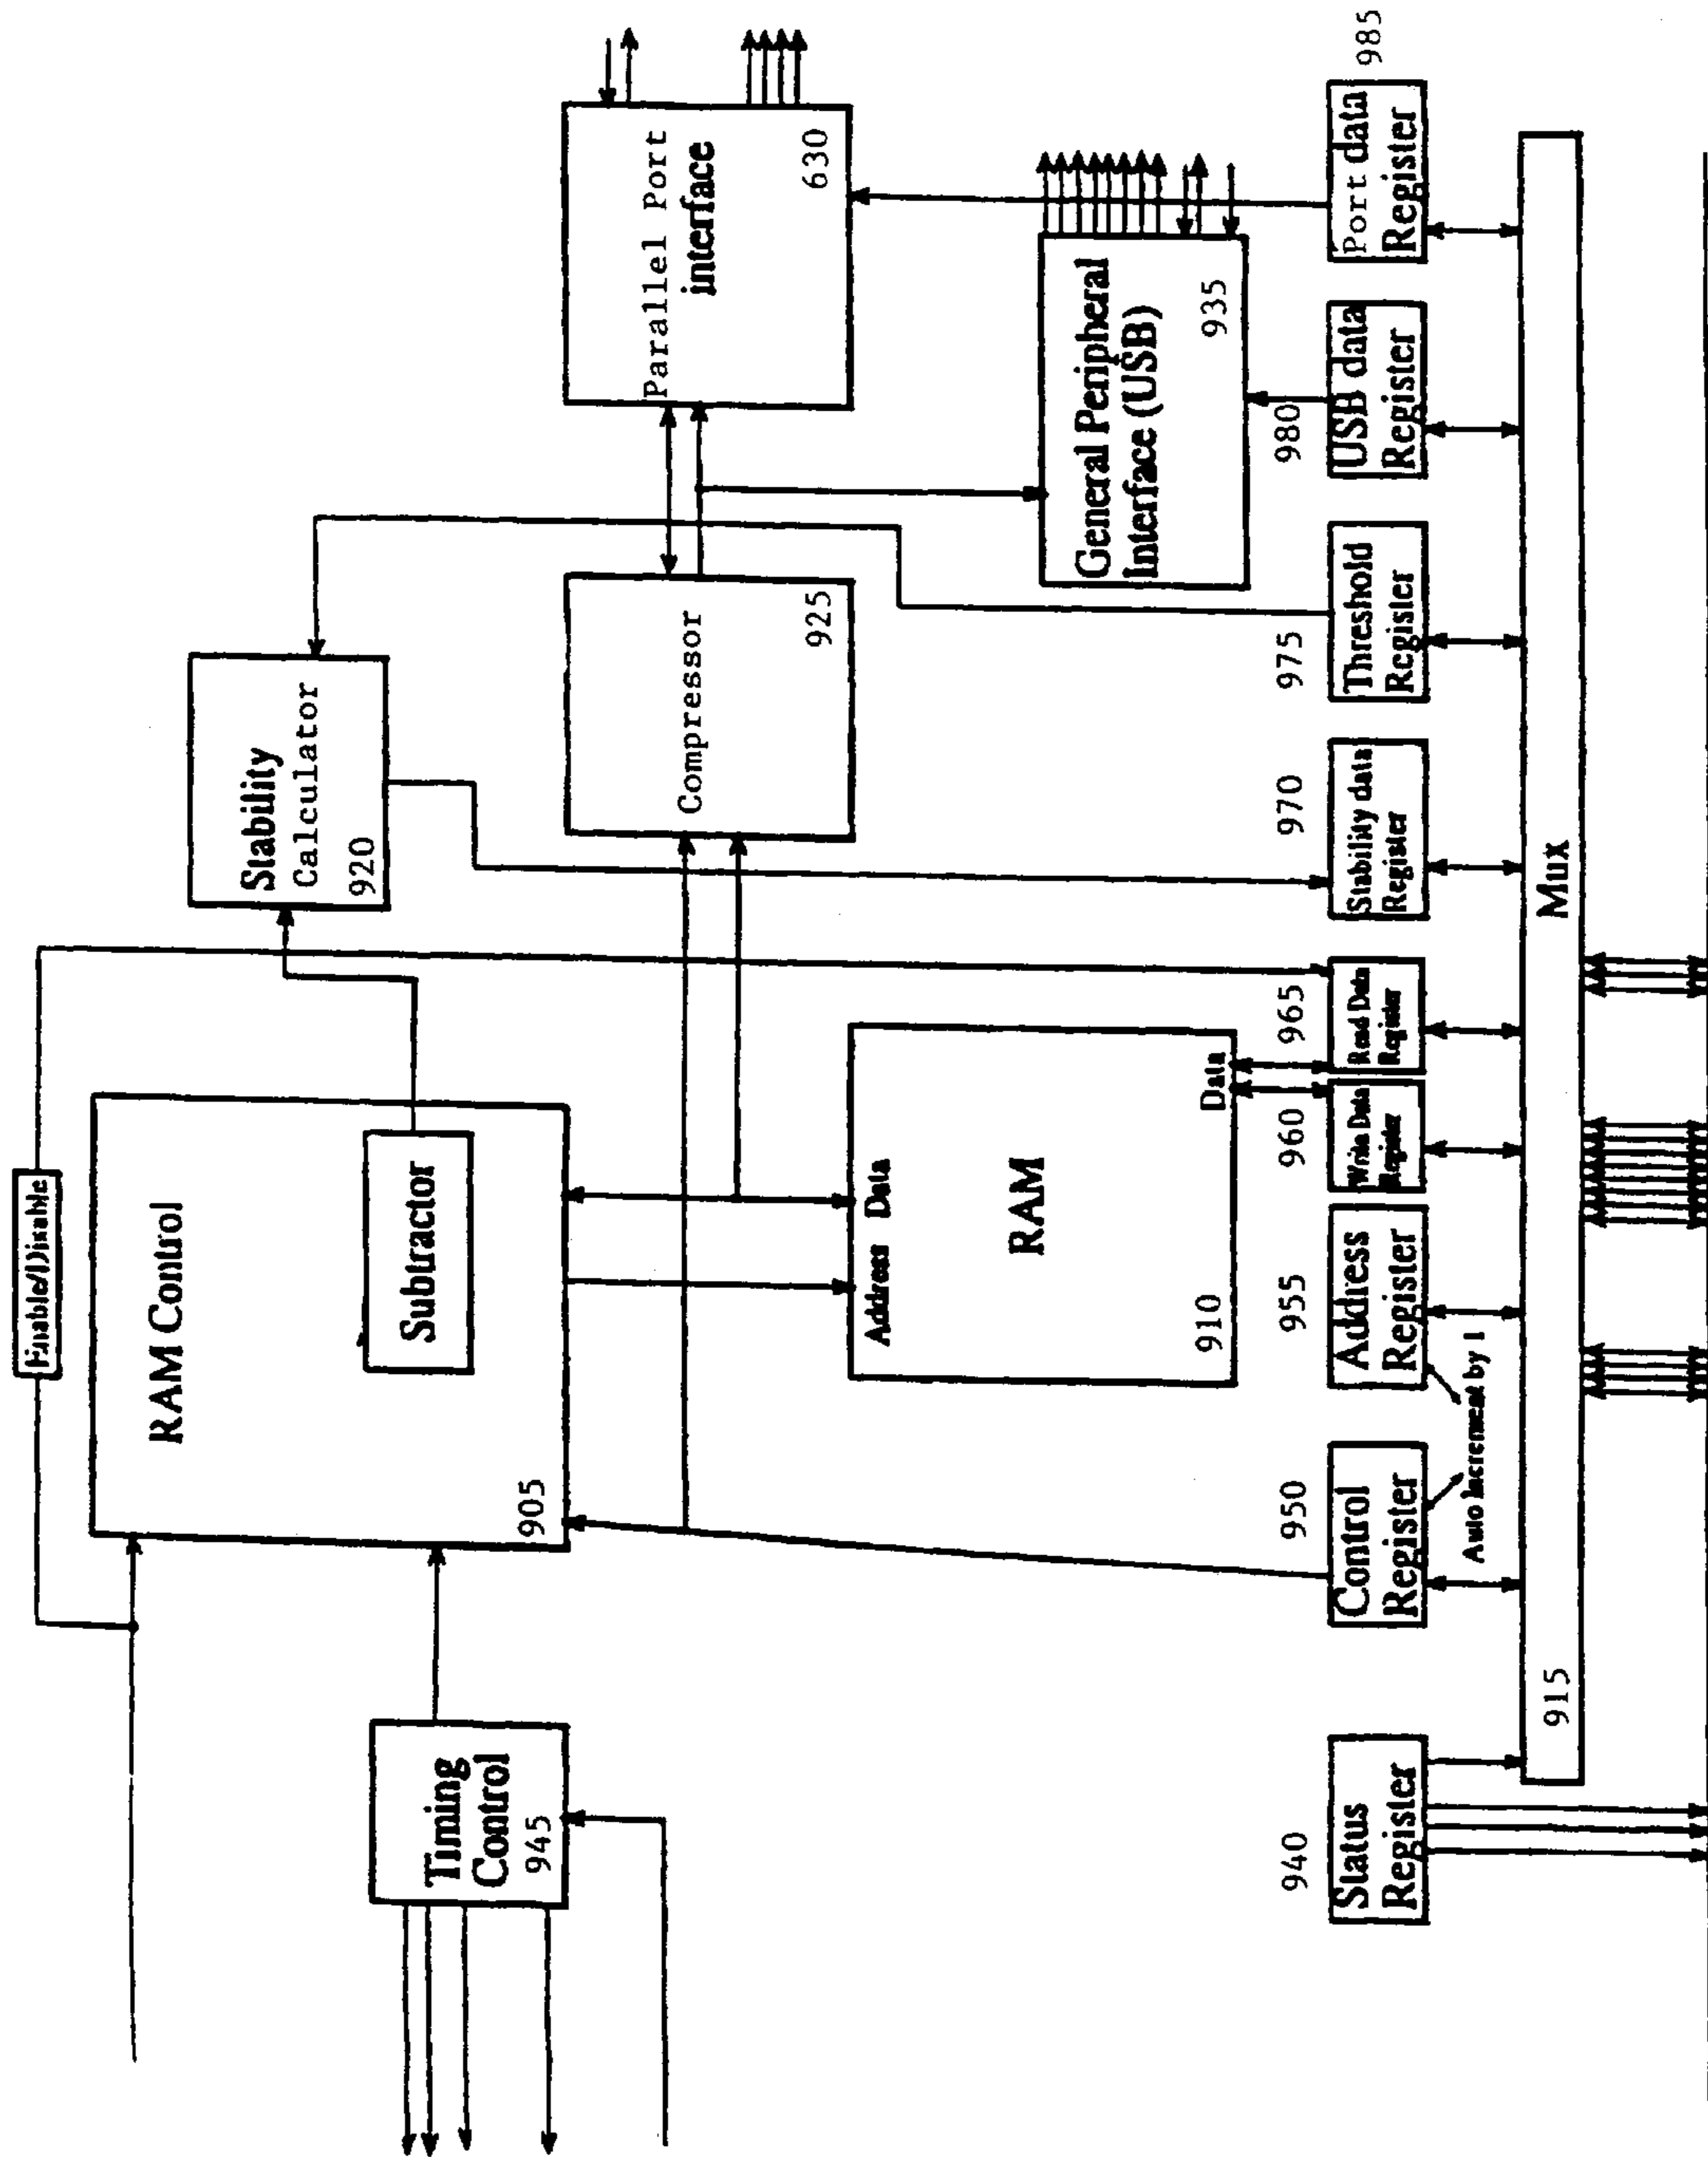 Enable/Disable
RAM Control
Subtractor
905
Timing
Control
945
Stability
Calculator
920
Compressor
925
Parallel Port
interface
630
General Peripheral
Interface (USB)
935
Address Data
RAM
910
Data
940
Status
Register
950
Control
Register
Auto increment by 1
955
Address
Register
960
Write Data
Register
965
Read Data
Register
970
Stability data
Register
975
Threshold
Register
980
USB data
Register
985
Port data
Register
915
Mux